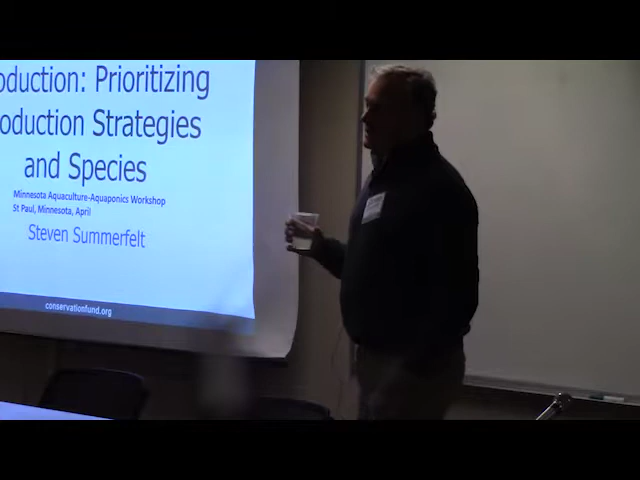 oduction: Prioritizing
oduction Strategies
and Species
Minnesota Aquaculture-Aquaponics Workshop
St Paul, Minnesota, April
Steven Summerfelt
conservationfund.org